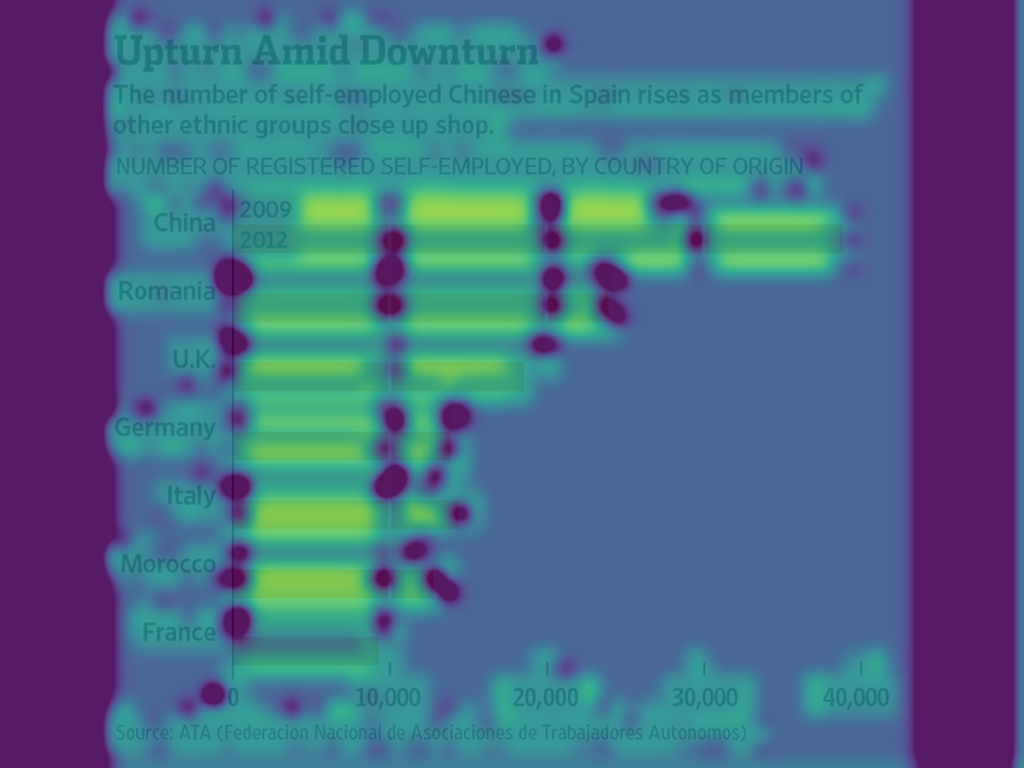 Upturn Amid Downturn
The number of self-employed Chinese in Spain rises as members of
other ethnic groups close up shop.
NUMBER OF REGISTERED SELF-EMPLOYED, BY COUNTRY OF ORIGIN
China
2009
2012
Romania
U.K.
Germany
Italy
Morocco
France
0 10,000 20,000 30,000 40,000
Source: ATA (Federacion Nacional de Asociaciones de Trabajadores Autonomos)